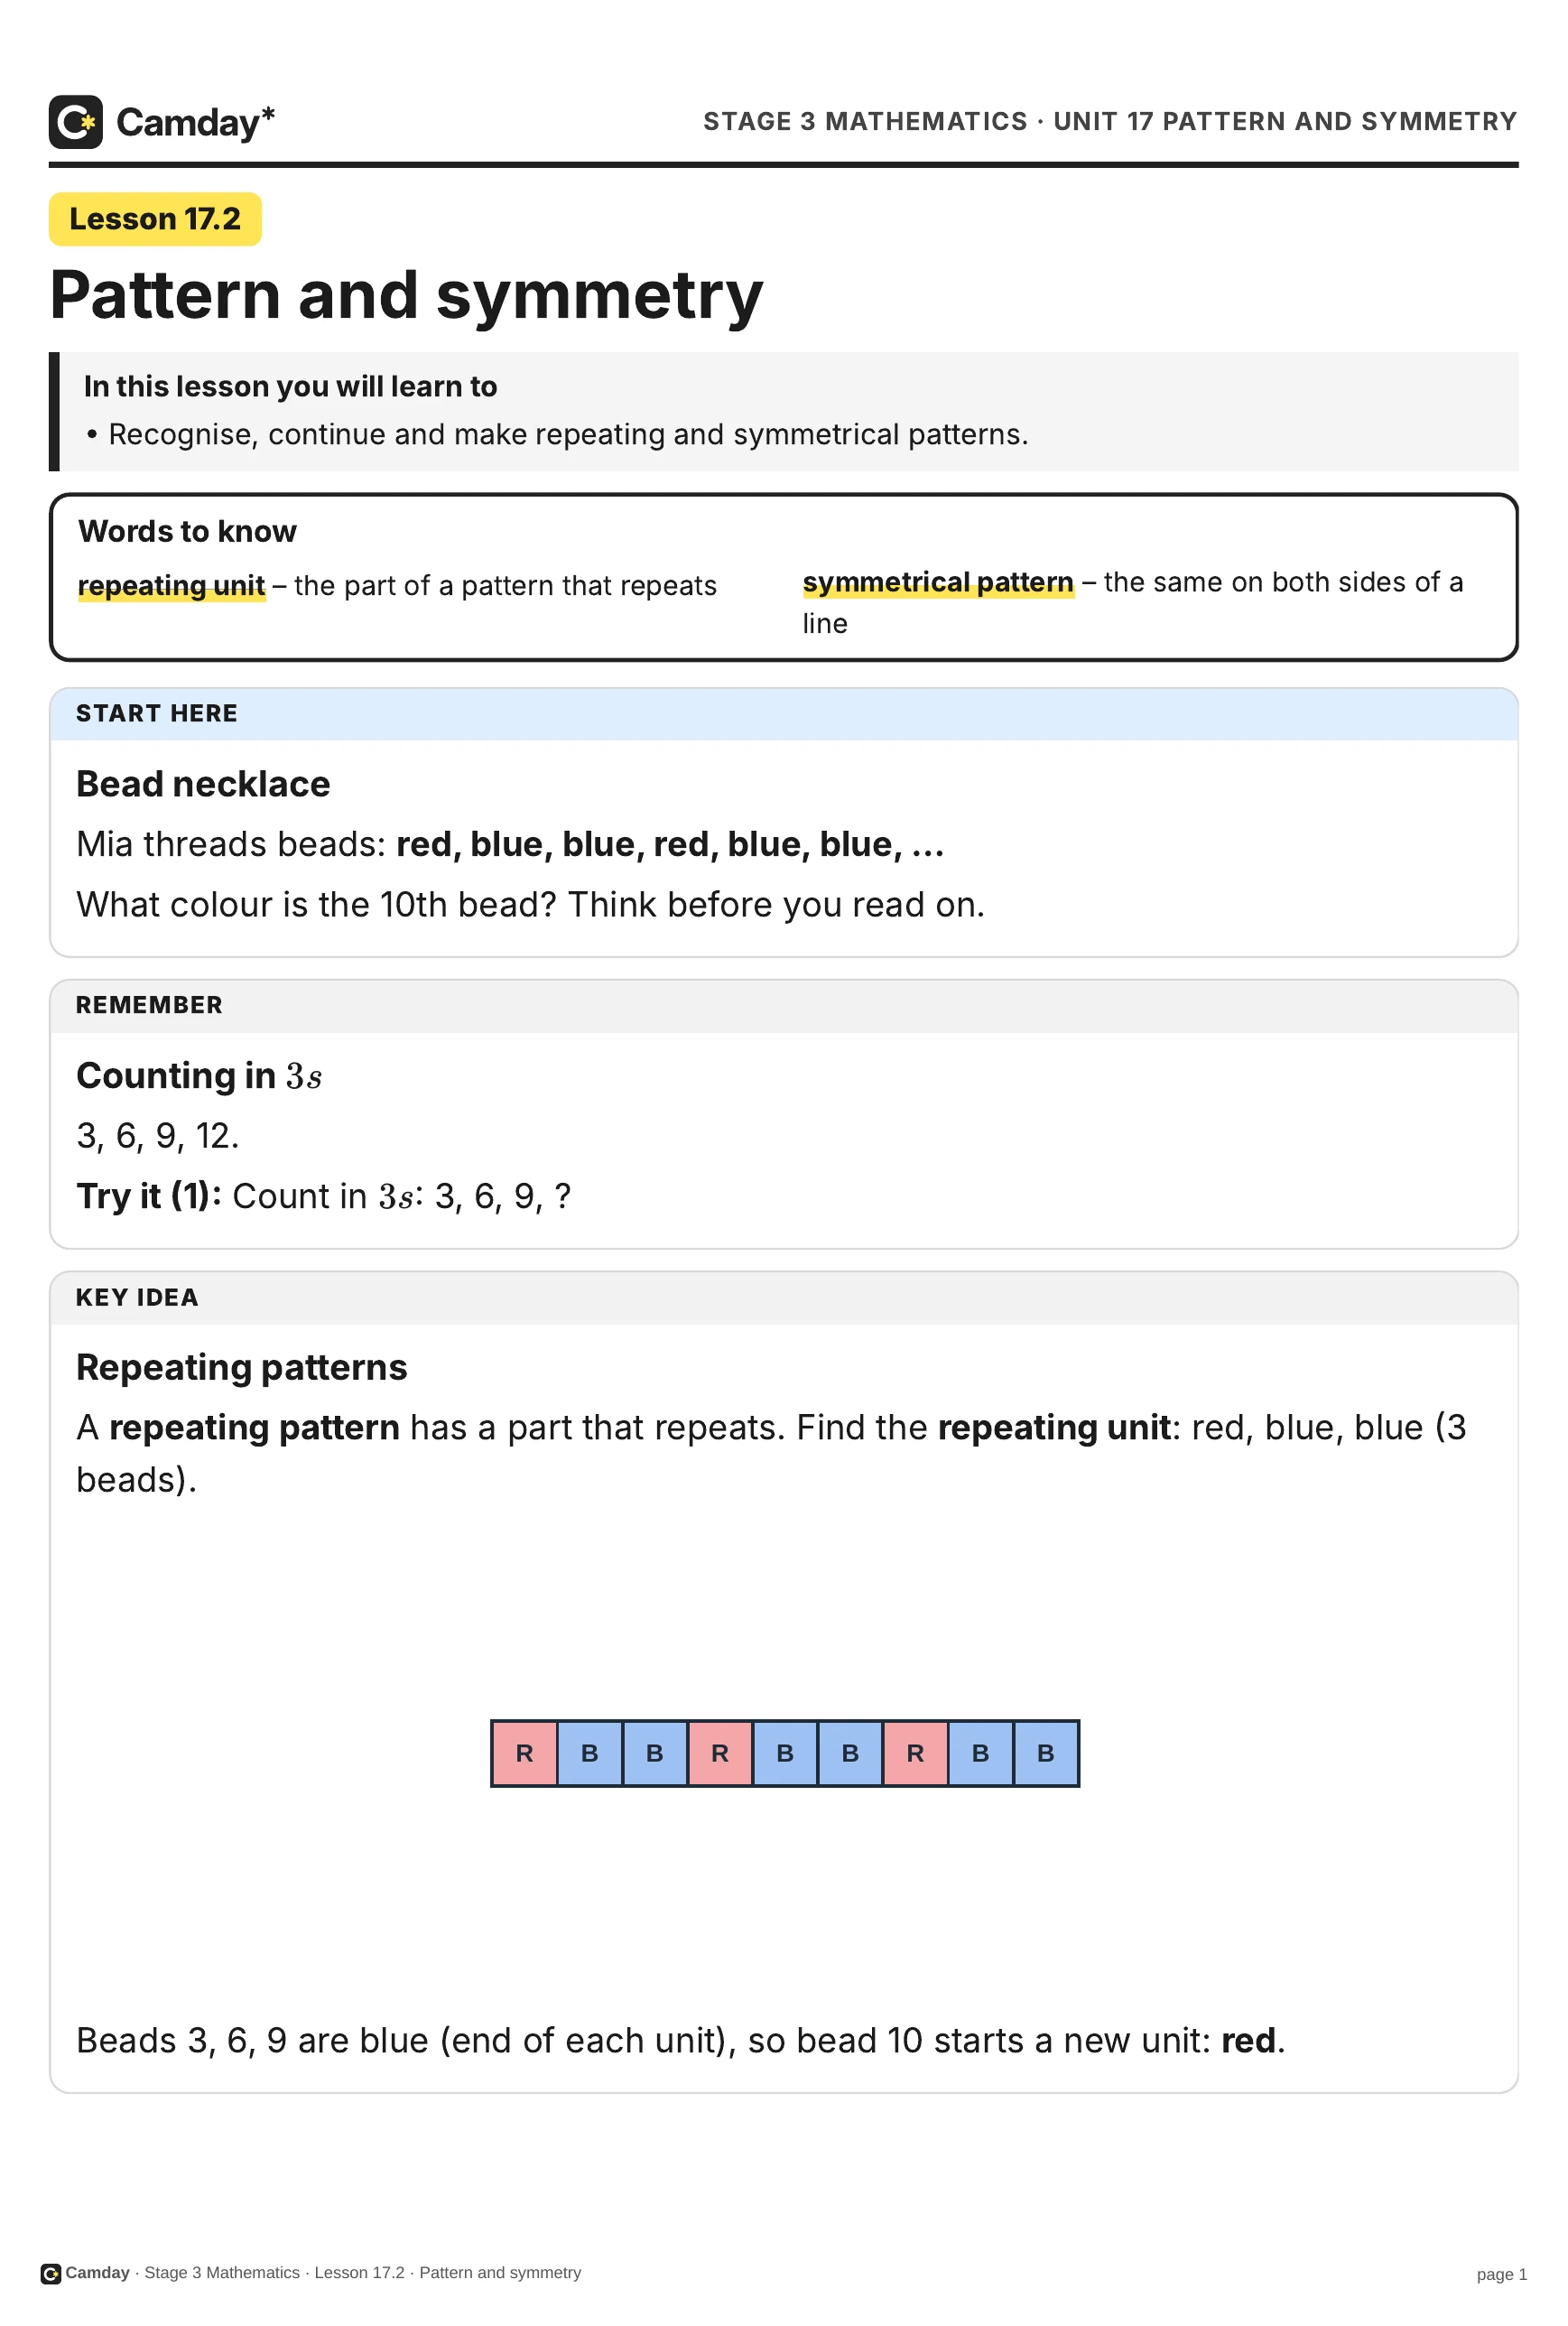 Camday*
STAGE 3 MATHEMATICS · UNIT 17 PATTERN AND SYMMETRY
Lesson 17.2
Pattern and symmetry
In this lesson you will learn to
• Recognise, continue and make repeating and symmetrical patterns.
Words to know
repeating unit – the part of a pattern that repeats
symmetrical pattern – the same on both sides of a
line
START HERE
Bead necklace
Mia threads beads: red, blue, blue, red, blue, blue, ...
What colour is the 10th bead? Think before you read on.
REMEMBER
Counting in 3s
3, 6, 9, 12.
Try it (1): Count in 3s: 3, 6, 9, ?
KEY IDEA
Repeating patterns
A repeating pattern has a part that repeats. Find the repeating unit: red, blue, blue (3
beads).
R B B R B B R B B
Beads 3, 6, 9 are blue (end of each unit), so bead 10 starts a new unit: red.
Camday · Stage 3 Mathematics · Lesson 17.2 · Pattern and symmetry
page 1